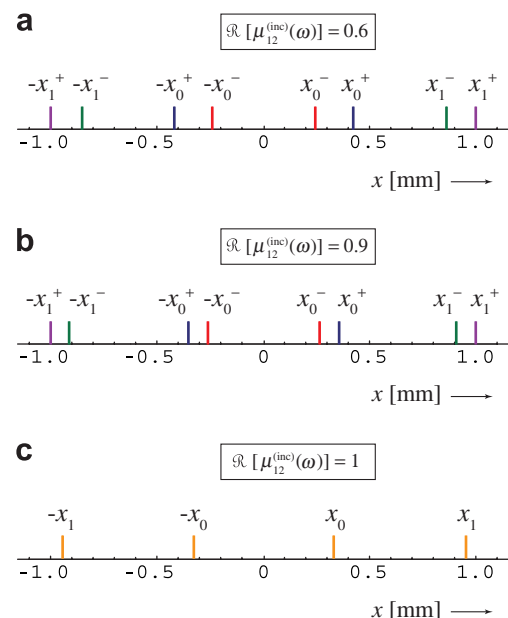 a
ℛ [μ₁₂⁽ⁱⁿᶜ⁾(ω)] = 0.6
-x₁⁺ -x₁⁻ -x₀⁺ -x₀⁻ x₀⁻ x₀⁺ x₁⁻ x₁⁺
-1.0 -0.5 0 0.5 1.0
x [mm] ⟶
b
ℛ [μ₁₂⁽ⁱⁿᶜ⁾(ω)] = 0.9
-x₁⁺ -x₁⁻ -x₀⁺ -x₀⁻ x₀⁻ x₀⁺ x₁⁻ x₁⁺
-1.0 -0.5 0 0.5 1.0
x [mm] ⟶
c
ℛ [μ₁₂⁽ⁱⁿᶜ⁾(ω)] = 1
-x₁ -x₀ x₀ x₁
-1.0 -0.5 0 0.5 1.0
x [mm] ⟶